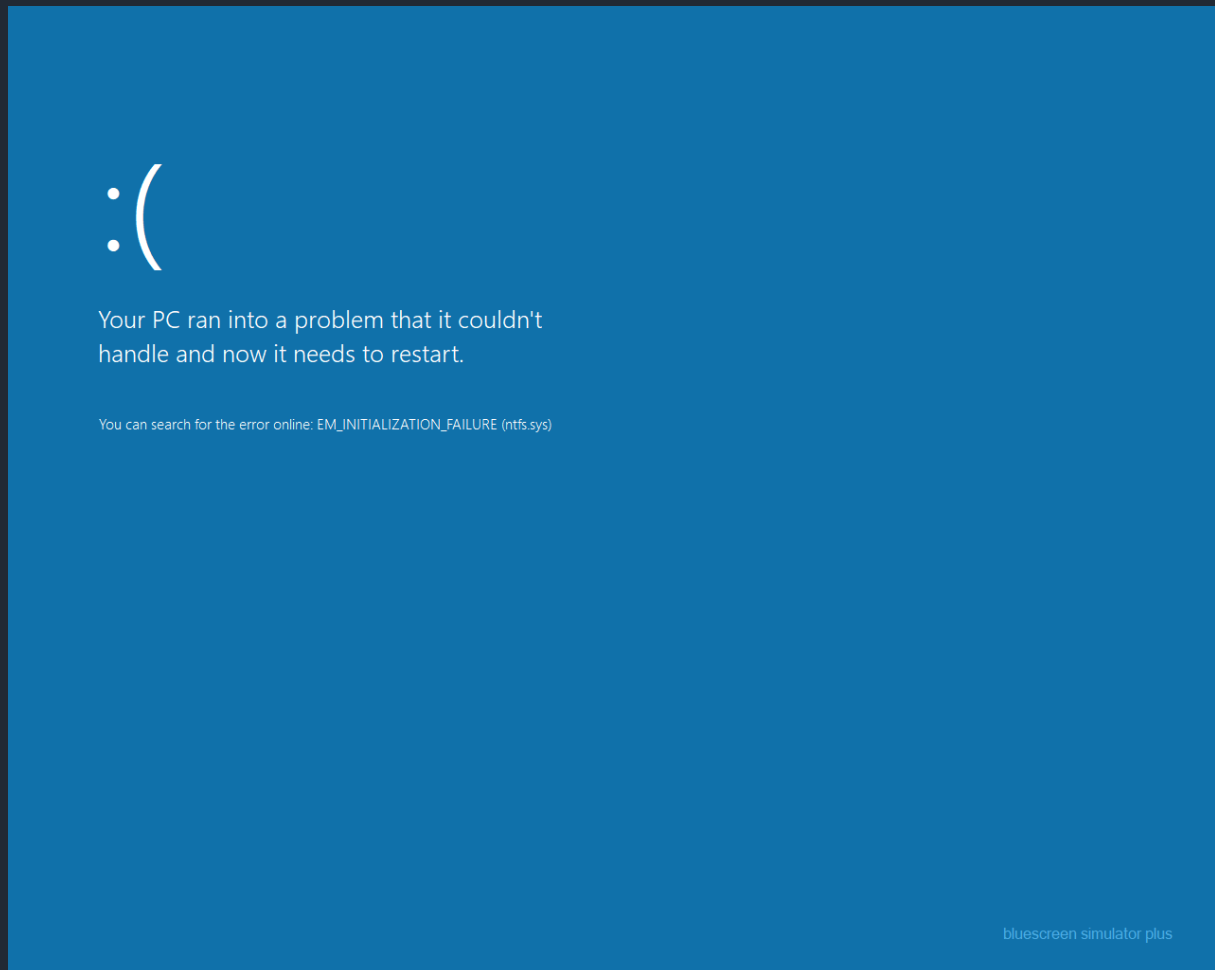 :(
Your PC ran into a problem that it couldn't
handle and now it needs to restart.
You can search for the error online: EM_INITIALIZATION_FAILURE (ntfs.sys)
bluescreen simulator plus